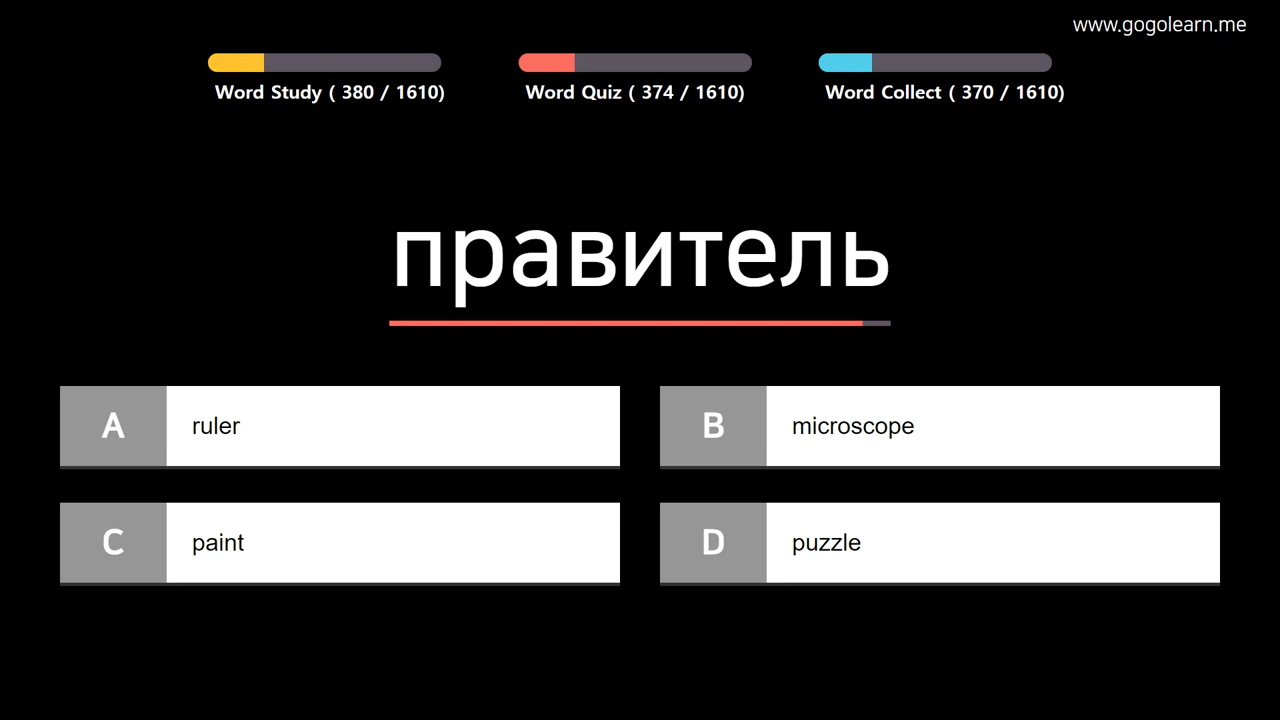 www.gogolearn.me
Word Study ( 380 / 1610)
Word Quiz ( 374 / 1610)
Word Collect ( 370 / 1610)
правитель
A ruler
B microscope
C paint
D puzzle